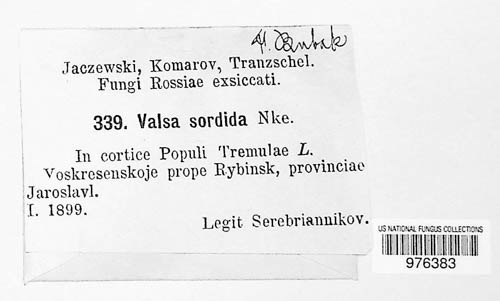 Jaczewski, Komarov, Tranzschel.
Fungi Rossiae exsiccati.
339. Valsa sordida Nke.
In cortice Populi Tremulae L.
Voskresenskoje prope Rybinsk, provinciae
Jaroslavl.
I. 1899.
Legit Serebriannikov.
US NATIONAL FUNGUS COLLECTIONS
976383